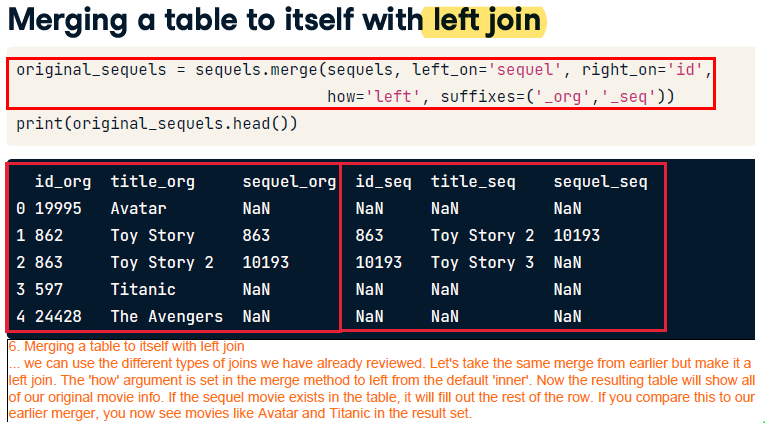 Merging a table to itself with left join
original_sequels = sequels.merge(sequels, left_on='sequel', right_on='id',
how='left', suffixes=('_org','_seq'))
print(original_sequels.head())
id_org title_org sequel_org id_seq title_seq sequel_seq
0 19995 Avatar NaN NaN NaN NaN
1 862 Toy Story 863 863 Toy Story 2 10193
2 863 Toy Story 2 10193 10193 Toy Story 3 NaN
3 597 Titanic NaN NaN NaN NaN
4 24428 The Avengers NaN NaN NaN NaN
6. Merging a table to itself with left join
... we can use the different types of joins we have already reviewed. Let's take the same merge from earlier but make it a
left join. The 'how' argument is set in the merge method to left from the default 'inner'. Now the resulting table will show all
of our original movie info. If the sequel movie exists in the table, it will fill out the rest of the row. If you compare this to our
earlier merger, you now see movies like Avatar and Titanic in the result set.